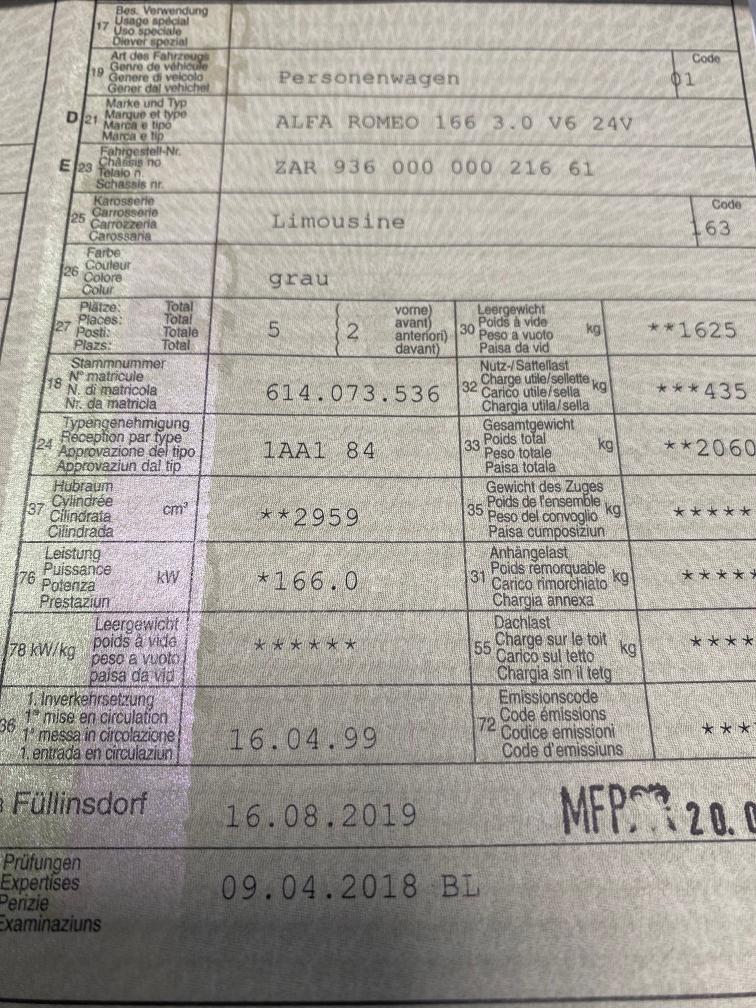 17 Bes. Verwendung
Usage spécial
Uso speciale
Diever spezial
19 Art des Fahrzeugs
Genre de véhicule
Genere di veicolo
Gener dal vehichel
Personenwagen
Code
01
D 21 Marke und Typ
Marque et type
Marca e tipo
Marca e tip
ALFA ROMEO 166 3.0 V6 24V
E 23 Fahrgestell-Nr.
Châssis no
Telaio n.
Schassis nr.
ZAR 936 000 000 216 61
25 Karosserie
Carrosserie
Carrozzeria
Carossaria
Limousine
Code
163
26 Farbe
Couleur
Colore
Colur
grau
27 Plätze: Total
Places: Total
Posti: Totale
Plazs: Total
5 { 2 vorne)
avant)
anteriori)
davant)
30 Leergewicht
Poids à vide
Peso a vuoto
Paisa da vid
kg
**1625
18 Stammnummer
N° matricule
N. di matricola
Nr. da matricla
614.073.536
32 Nutz-/Sattellast
Charge utile/sellette
Carico utile/sella
Chargia utila/sella
kg
***435
24 Typengenehmigung
Réception par type
Approvazione del tipo
Approvaziun dal tip
1AA1 84
33 Gesamtgewicht
Poids total
Peso totale
Paisa totala
kg
**2060
37 Hubraum
Cylindrée
Cilindrata
Cilindrada
cm³
**2959
35 Gewicht des Zuges
Poids de l'ensemble
Peso del convoglio
Paisa cumposiziun
kg
*****
76 Leistung
Puissance
Potenza
Prestaziun
kW
*166.0
31 Anhängelast
Poids remorquable
Carico rimorchiato
Chargia annexa
kg
*****
78 kW/kg Leergewicht
poids à vide
peso a vuoto
paisa da vid
******
55 Dachlast
Charge sur le toit
Carico sul tetto
Chargia sin il tetg
kg
****
36 1. Inverkehrsetzung
1re mise en circulation
1a messa in circolazione
1. entrada en circulaziun
16.04.99
72 Emissionscode
Code émissions
Codice emissioni
Code d'emissiuns
***
Füllinsdorf
16.08.2019
MFP
20.0
Prüfungen
Expertises
Perizie
Examinaziuns
09.04.2018 BL